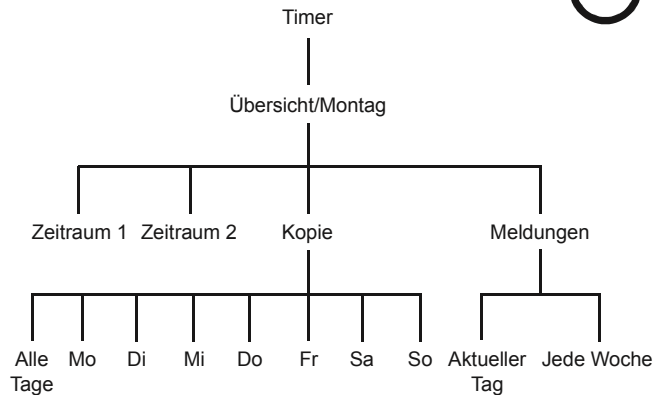 Timer
Übersicht/Montag
Zeitraum 1 Zeitraum 2 Kopie Meldungen
Alle Mo Di Mi Do Fr Sa So Aktueller Jede Woche
Tage Tag